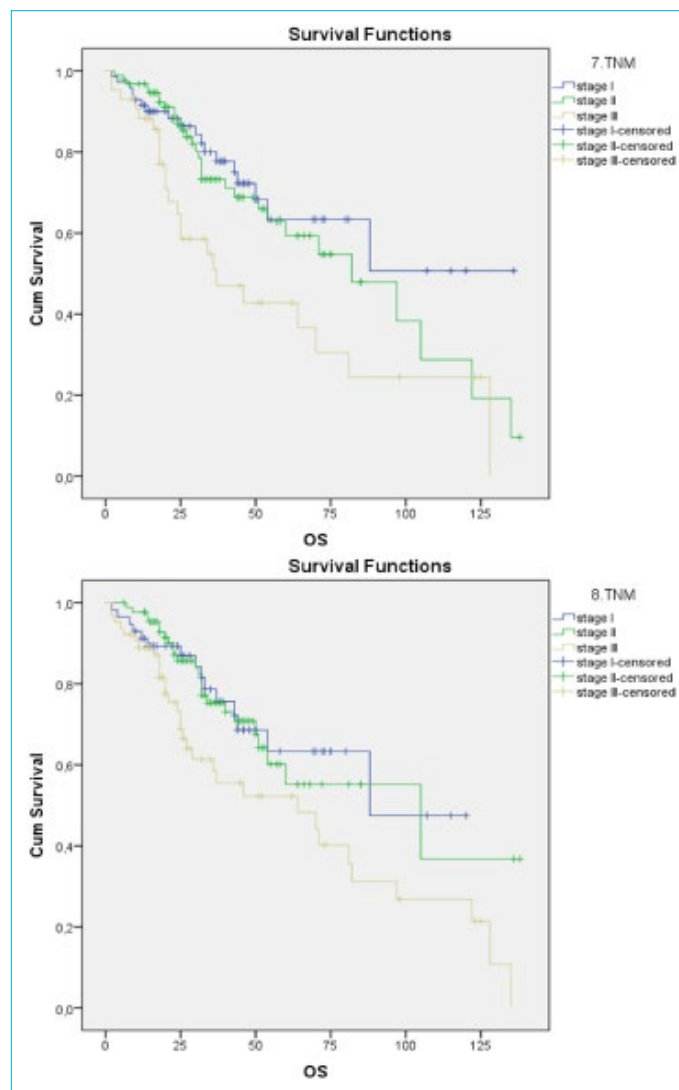 Survival Functions
7.TNM
stage I
stage II
stage III
stage I-censored
stage II-censored
stage III-censored
1,0
0,8
0,6
0,4
0,2
0,0
Cum Survival
0 25 50 75 100 125
OS
Survival Functions
8.TNM
stage I
stage II
stage III
stage I-censored
stage II-censored
stage III-censored
1,0
0,8
0,6
0,4
0,2
0,0
Cum Survival
0 25 50 75 100 125
OS